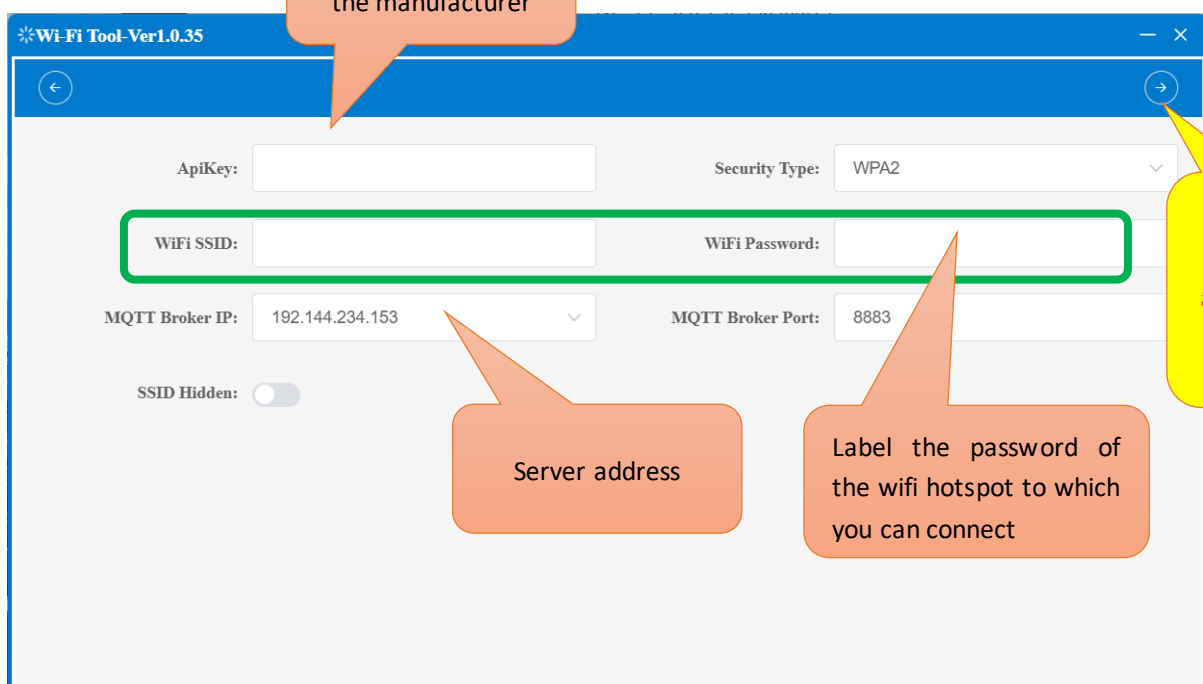 the manufacturer
Wi-Fi Tool-Ver1.0.35
ApiKey:
Security Type: WPA2
WiFi SSID:
WiFi Password:
MQTT Broker IP: 192.144.234.153
MQTT Broker Port: 8883
SSID Hidden:
Server address
Label the password of
the wifi hotspot to which
you can connect